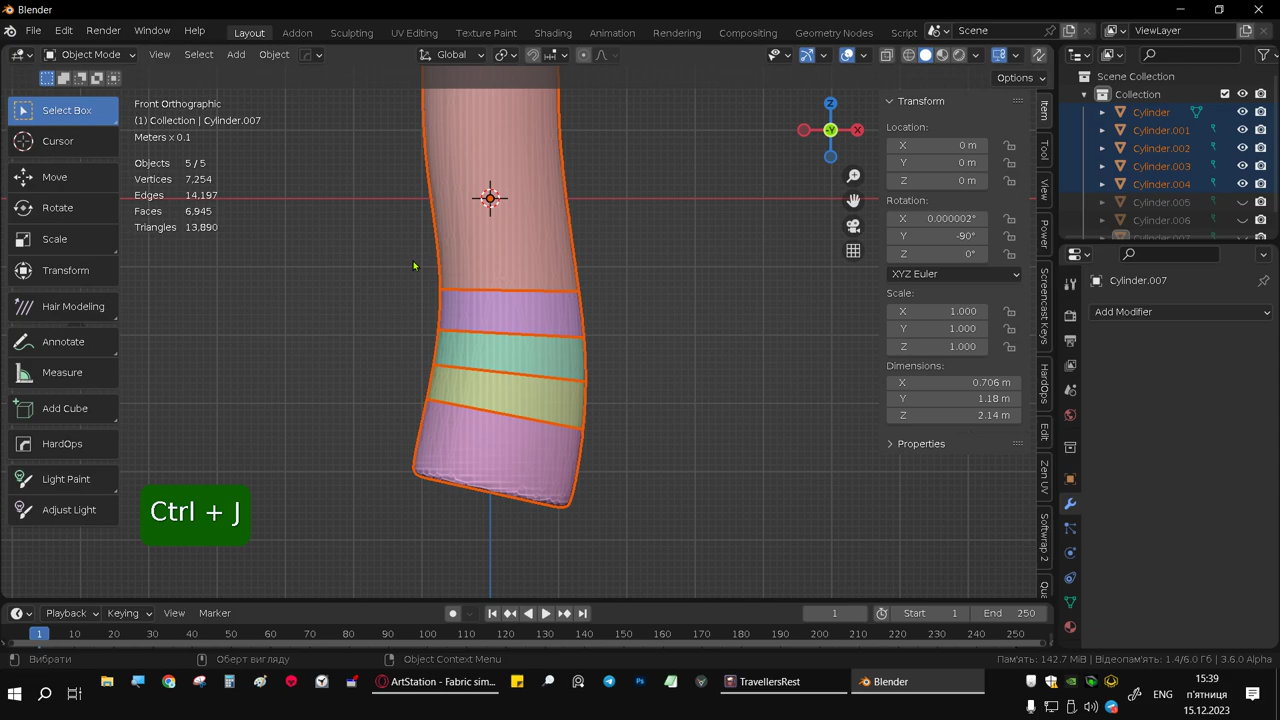 Blender
File Edit Render Window Help Layout Addon Sculpting UV Editing Texture Paint Shading Animation Rendering Compositing Geometry Nodes Script Scene ViewLayer
Object Mode View Select Add Object Global
Options
Select Box
Cursor
Move
Rotate
Scale
Transform
Hair Modeling
Annotate
Measure
Add Cube
HardOps
Light Paint
Adjust Light
Front Orthographic
(1) Collection | Cylinder.007
Meters x 0.1
Objects 5 / 5
Vertices 7,254
Edges 14,197
Faces 6,945
Triangles 13,890
Ctrl + J
Z
X
-Y
Transform
Location:
X 0 m
Y 0 m
Z 0 m
Rotation:
X 0.000002°
Y -90°
Z 0°
XYZ Euler
Scale:
X 1.000
Y 1.000
Z 1.000
Dimensions:
X 0.706 m
Y 1.18 m
Z 2.14 m
Properties
Item
Tool
View
Power
Screencast Keys
HardOps
Edit
Zen UV
Softwrap 2
Qua
Scene Collection
Collection
Cylinder
Cylinder.001
Cylinder.002
Cylinder.003
Cylinder.004
Cylinder.005
Cylinder.006
Cylinder.007
Add Modifier
Playback Keying View Marker 1 Start 1 End 250
1 10 20 30 40 50 60 70 80 90 100 110 120 130 140 150 160 170 180 190 200 210 220 230 240 250
Вибрати Оберт вигляду Object Context Menu Пам'ять: 142.7 MiB | Відеопам'ять: 1.4/6.0 Гб | 3.6.0 Alpha
ArtStation - Fabric sim... TravellersRest Blender
ENG
15:39
п'ятниця
15.12.2023